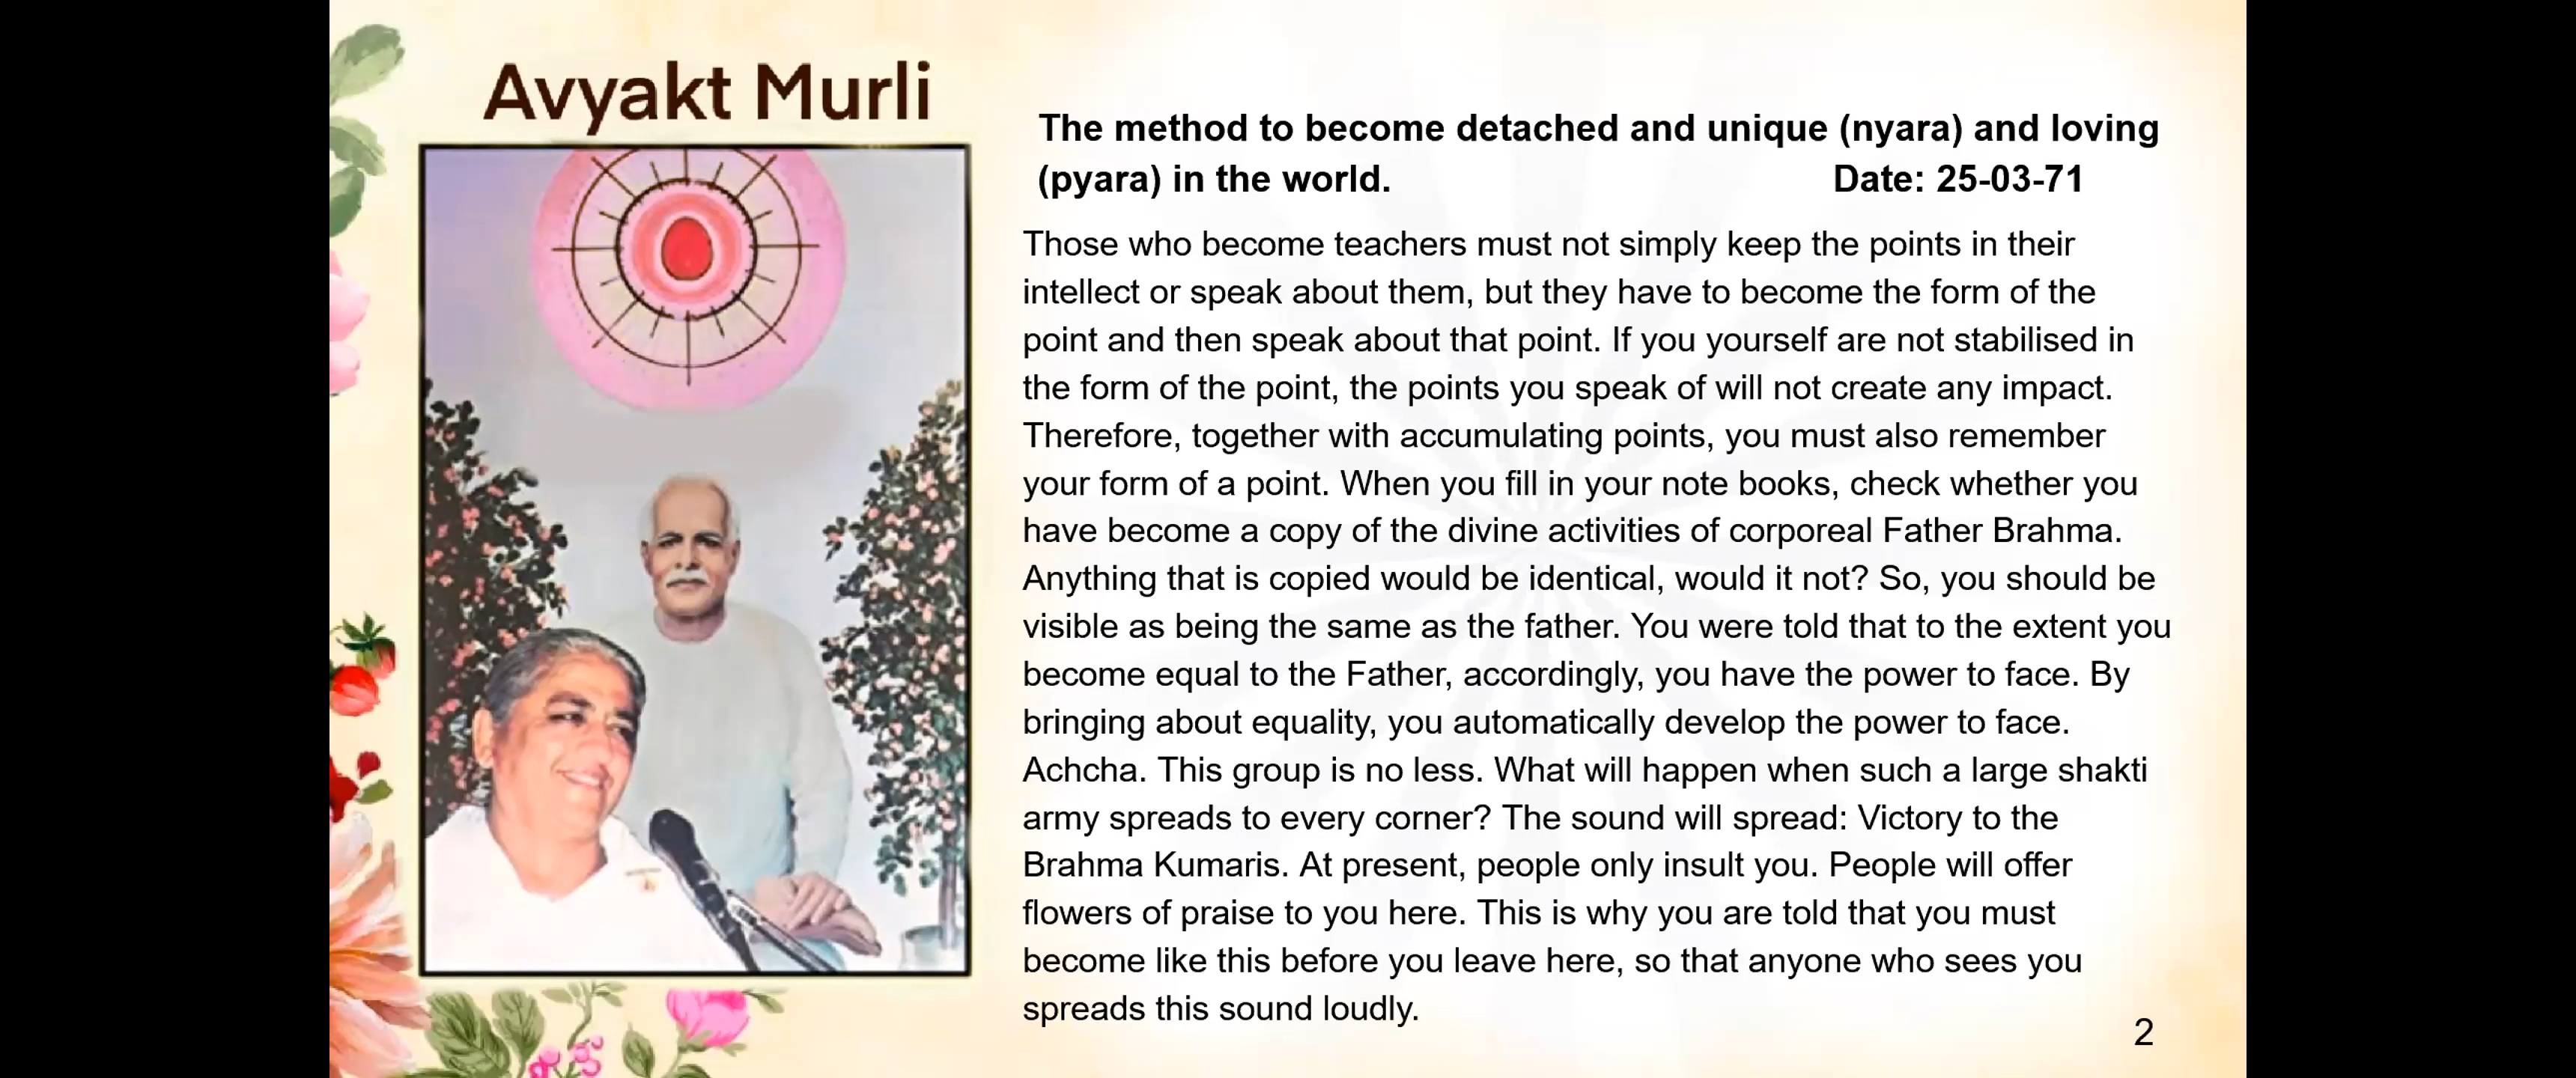 Avyakt Murli
The method to become detached and unique (nyara) and loving
(pyara) in the world. Date: 25-03-71
Those who become teachers must not simply keep the points in their
intellect or speak about them, but they have to become the form of the
point and then speak about that point. If you yourself are not stabilised in
the form of the point, the points you speak of will not create any impact.
Therefore, together with accumulating points, you must also remember
your form of a point. When you fill in your note books, check whether you
have become a copy of the divine activities of corporeal Father Brahma.
Anything that is copied would be identical, would it not? So, you should be
visible as being the same as the father. You were told that to the extent you
become equal to the Father, accordingly, you have the power to face. By
bringing about equality, you automatically develop the power to face.
Achcha. This group is no less. What will happen when such a large shakti
army spreads to every corner? The sound will spread: Victory to the
Brahma Kumaris. At present, people only insult you. People will offer
flowers of praise to you here. This is why you are told that you must
become like this before you leave here, so that anyone who sees you
spreads this sound loudly.
2